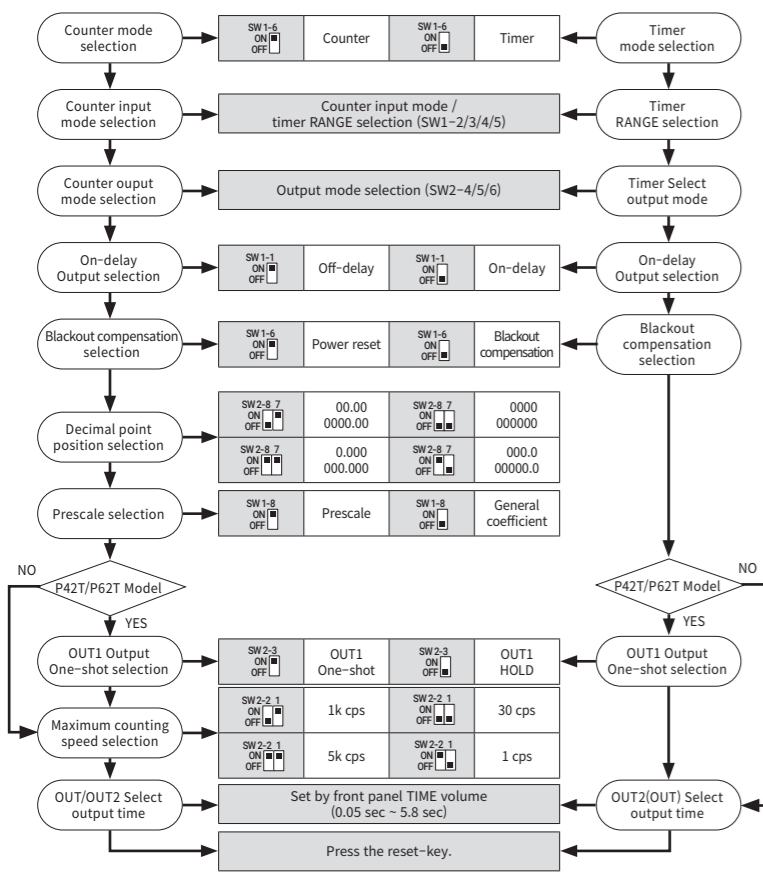 Counter mode
selection
SW 1-6
ON
OFF
Counter
SW 1-6
ON
OFF
Timer
Timer
mode selection
Counter input
mode selection
Counter input mode /
timer RANGE selection (SW1-2/3/4/5)
Timer
RANGE selection
Counter ouput
mode selection
Output mode selection (SW2-4/5/6)
Timer Select
output mode
On-delay
Output selection
SW 1-1
ON
OFF
Off-delay
SW 1-1
ON
OFF
On-delay
On-delay
Output selection
Blackout compensation
selection
SW 1-6
ON
OFF
Power reset
SW 1-6
ON
OFF
Blackout
compensation
Blackout
compensation
selection
Decimal point
position selection
SW 2-8 7
ON
OFF
00.00
0000.00
SW 2-8 7
ON
OFF
0000
000000
SW 2-8 7
ON
OFF
0.000
000.000
SW 2-8 7
ON
OFF
000.0
00000.0
Prescale selection
SW 1-8
ON
OFF
Prescale
SW 1-8
ON
OFF
General
coefficient
NO
P42T/P62T Model
YES
P42T/P62T Model
NO
YES
OUT1 Output
One-shot selection
SW 2-3
ON
OFF
OUT1
One-shot
SW 2-3
ON
OFF
OUT1
HOLD
OUT1 Output
One-shot selection
Maximum counting
speed selection
SW 2-2 1
ON
OFF
1k cps
SW 2-2 1
ON
OFF
30 cps
SW 2-2 1
ON
OFF
5k cps
SW 2-2 1
ON
OFF
1 cps
OUT/OUT2 Select
output time
Set by front panel TIME volume
(0.05 sec ~ 5.8 sec)
OUT2(OUT) Select
output time
Press the reset-key.